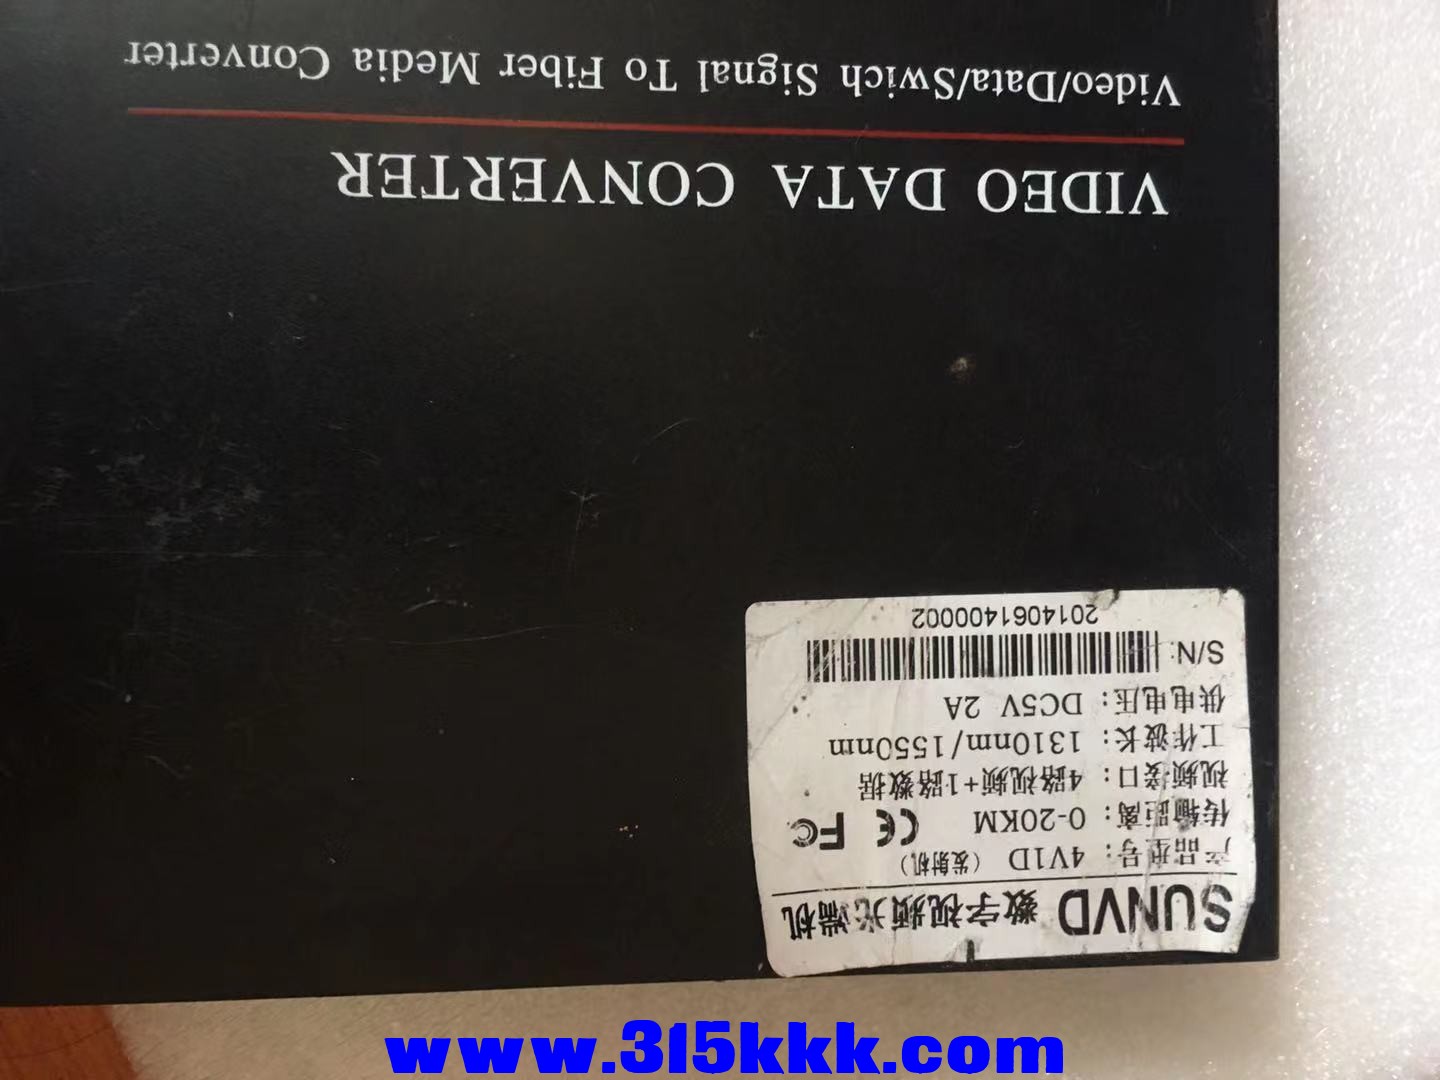 SUNVD 数字视频光端机
产品型号: 4V1D (发射机)
传输距离: 0-20KM CE FC
视频接口: 4路视频+1路数据
工作波长: 1310nm/1550nm
供电电压: DC5V 2A
S/N:
20140614000002
VIDEO DATA CONVERTER
Video/Data/Swich Signal To Fiber Media Converter
www.315kkk.com